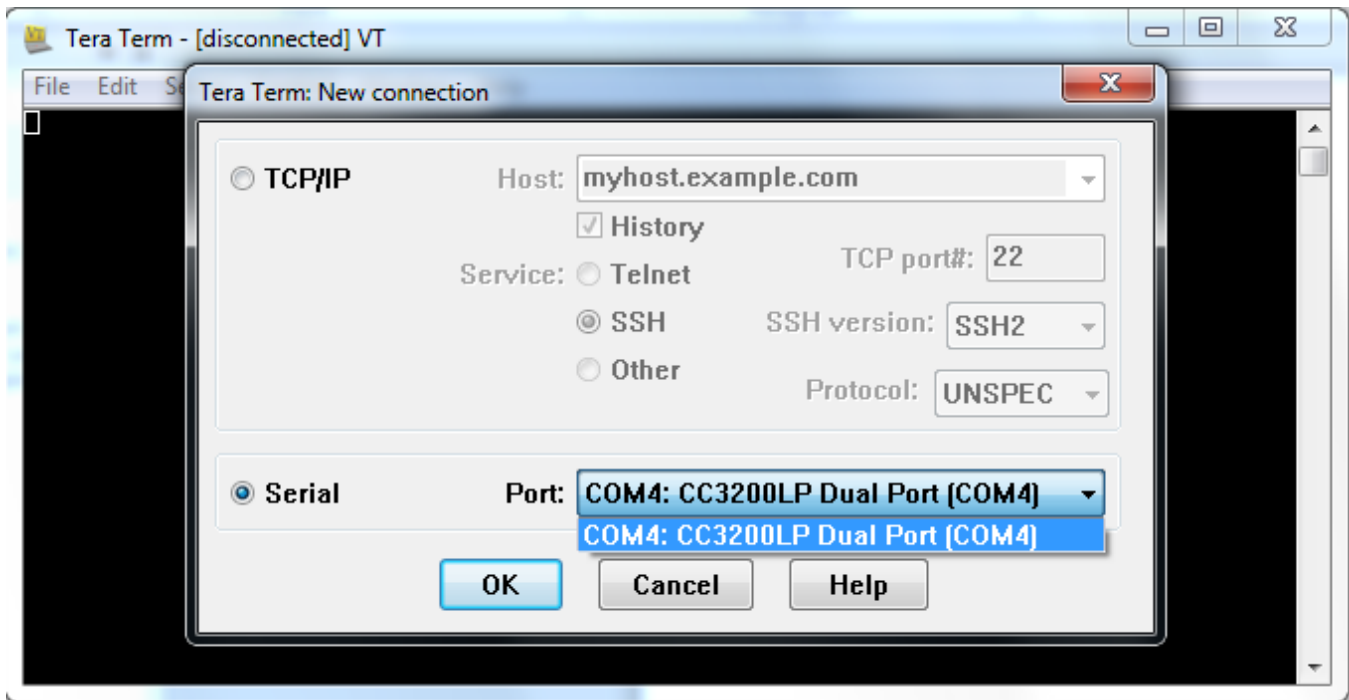 Tera Term - [disconnected] VT
File Edit Se
Tera Term: New connection
TCP/IP Host: myhost.example.com
History
Service: Telnet TCP port#: 22
SSH SSH version: SSH2
Other Protocol: UNSPEC
Serial Port: COM4: CC3200LP Dual Port (COM4)
COM4: CC3200LP Dual Port (COM4)
OK Cancel Help